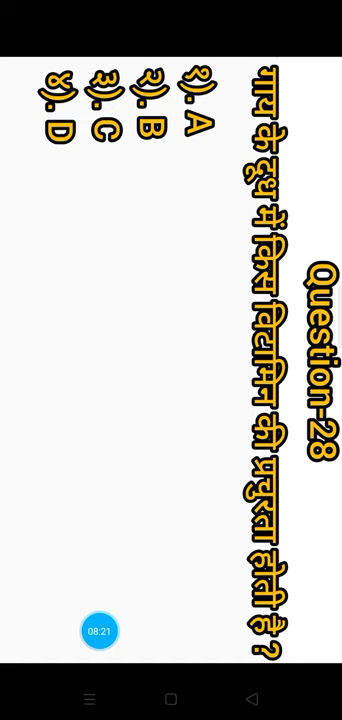 Question-28
गाय के दूध में किस विटामिन की प्रचुरता होती है ?
१). A
२). B
३). C
४). D
08:21